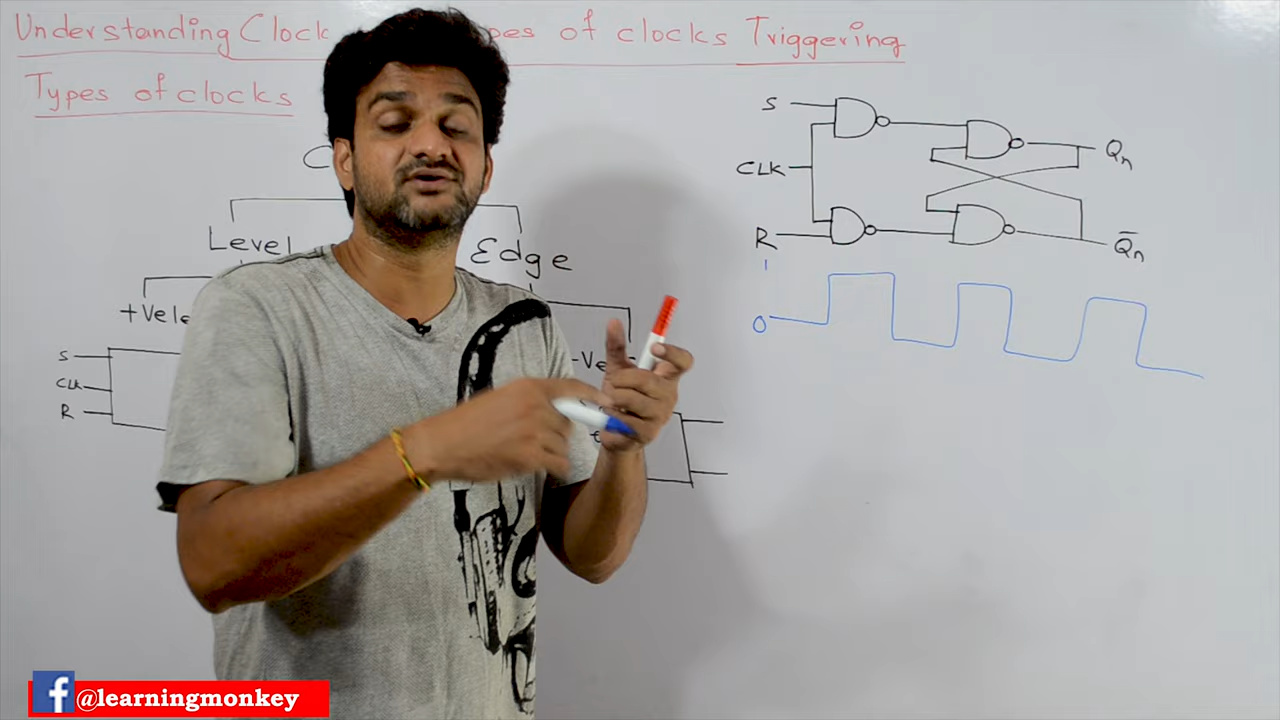 Understanding Clock pes of clocks Triggering
Types of clocks
C
Level
Edge
+Vele
-Ve
S
CLK
R
S
CLK
R
Qn
Q̅n
1
0
@learningmonkey